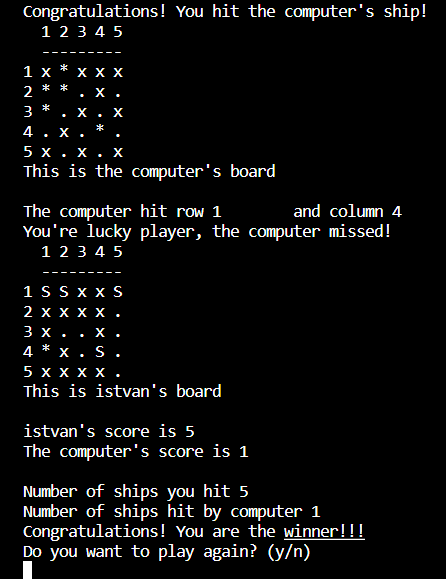 Congratulations! You hit the computer's ship!
  1 2 3 4 5
  ---------
1 x * x x x
2 * * . x .
3 * . x . x
4 . x . * .
5 x . x . x
This is the computer's board

The computer hit row 1        and column 4
You're lucky player, the computer missed!
  1 2 3 4 5
  ---------
1 S S x x S
2 x x x x .
3 x . . x .
4 * x . S .
5 x x x x .
This is istvan's board

istvan's score is 5
The computer's score is 1

Number of ships you hit 5
Number of ships hit by computer 1
Congratulations! You are the winner!!!
Do you want to play again? (y/n)